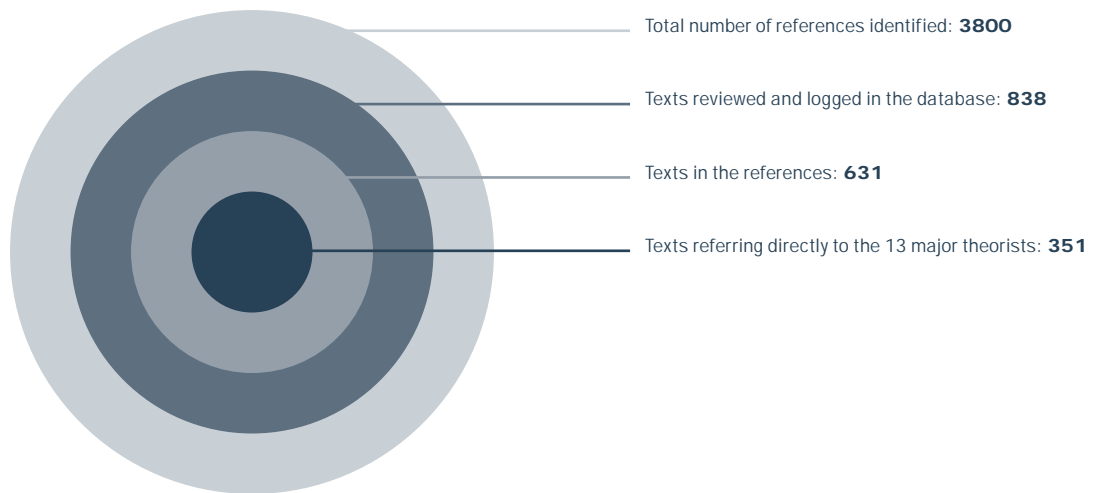 Total number of references identified: 3800
Texts reviewed and logged in the database: 838
Texts in the references: 631
Texts referring directly to the 13 major theorists: 351